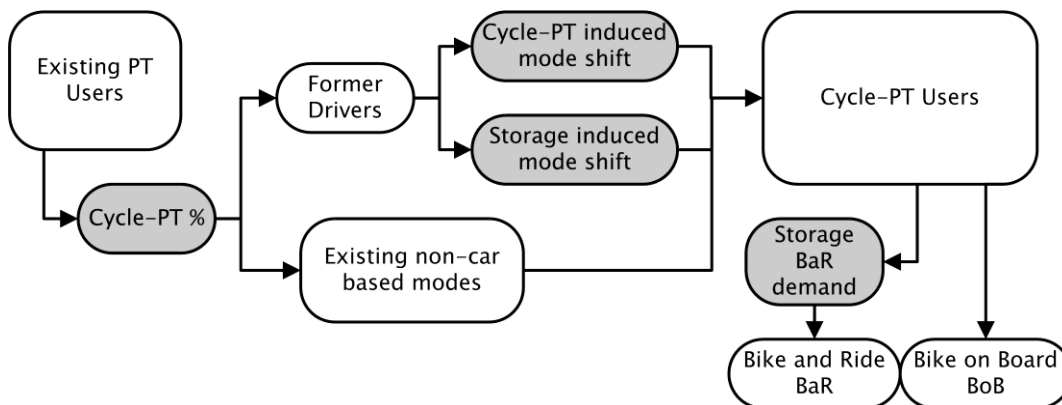 Existing PT
Users
Cycle-PT %
Former
Drivers
Existing non-car
based modes
Cycle-PT induced
mode shift
Storage induced
mode shift
Cycle-PT Users
Storage
BaR
demand
Bike and Ride
BaR
Bike on Board
BoB